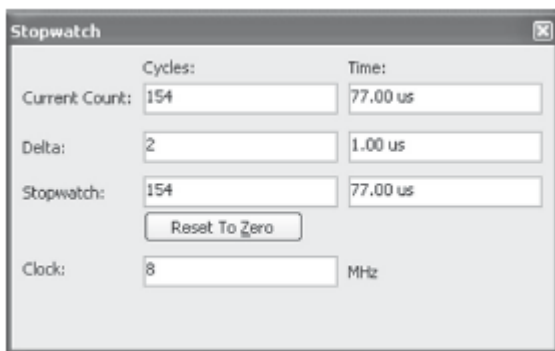 Stopwatch
Cycles: Time:
Current Count: 154 77.00 us
Delta: 2 1.00 us
Stopwatch: 154 77.00 us
Reset To Zero
Clock: 8 MHz